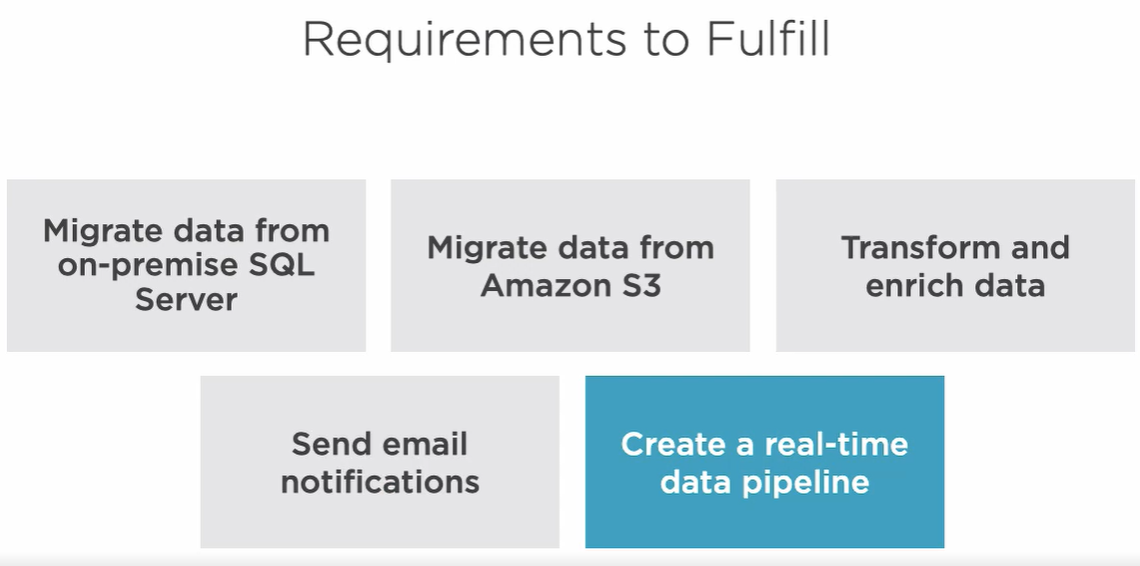 Requirements to Fulfill
Migrate data from
on-premise SQL
Server
Migrate data from
Amazon S3
Transform and
enrich data
Send email
notifications
Create a real-time
data pipeline